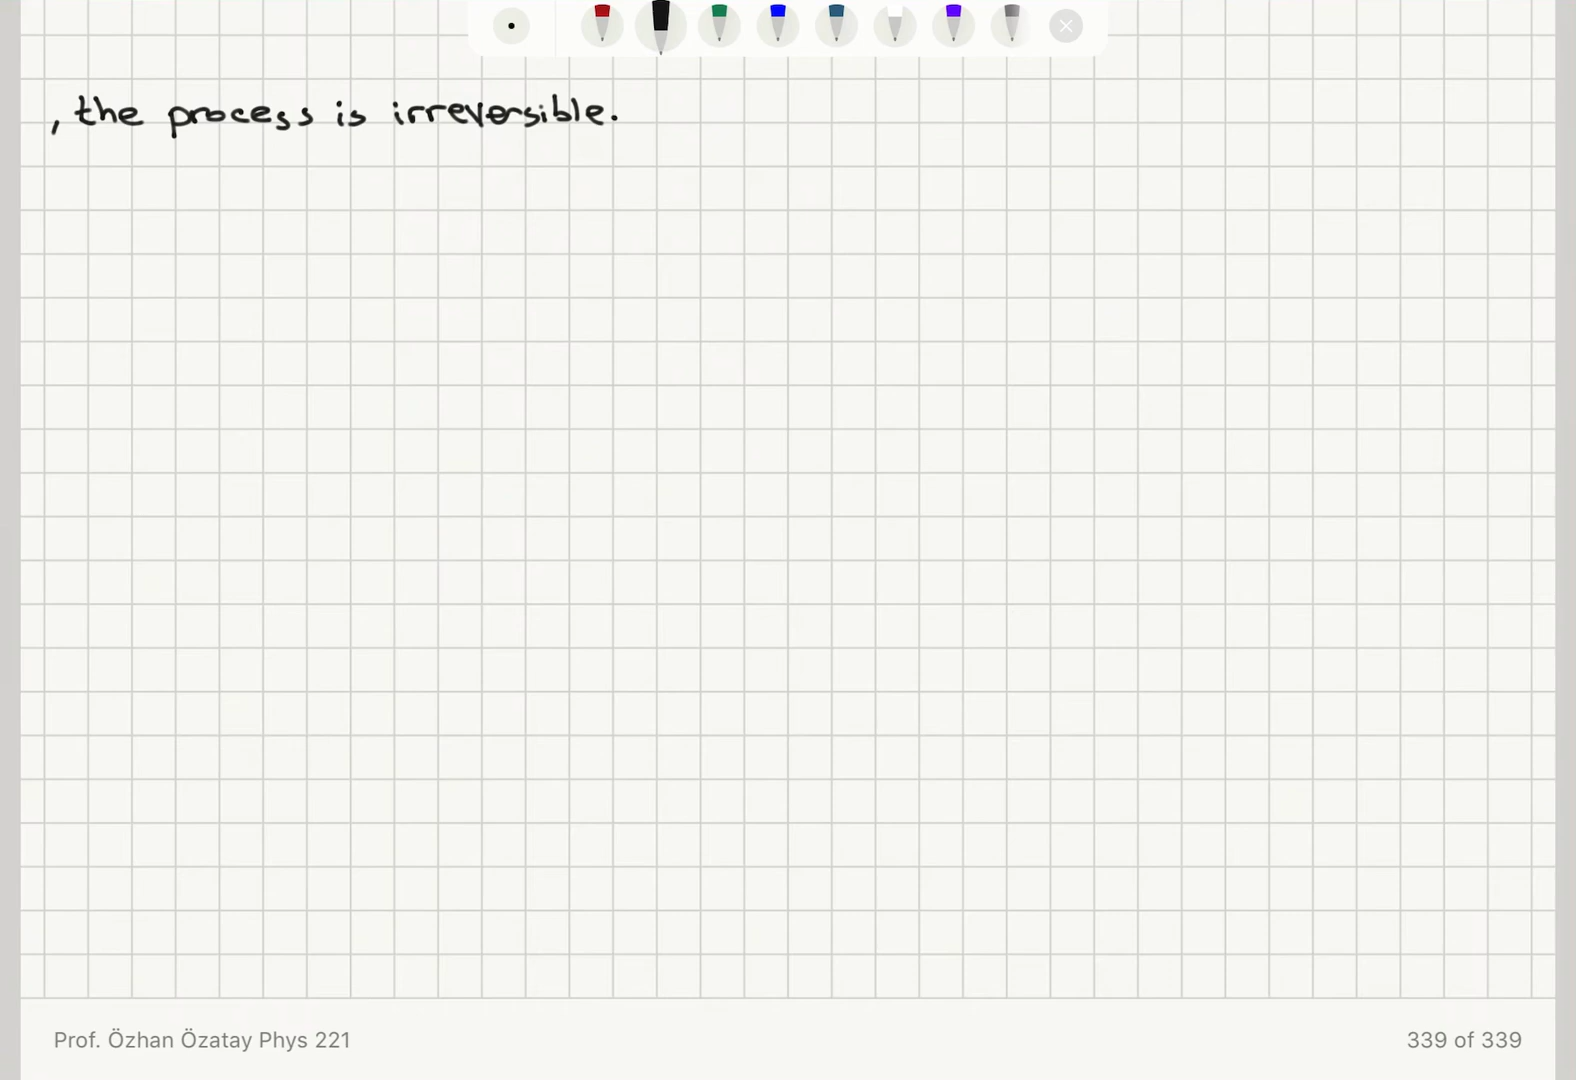 , the process is irreversible.
Prof. Özhan Özatay Phys 221
339 of 339